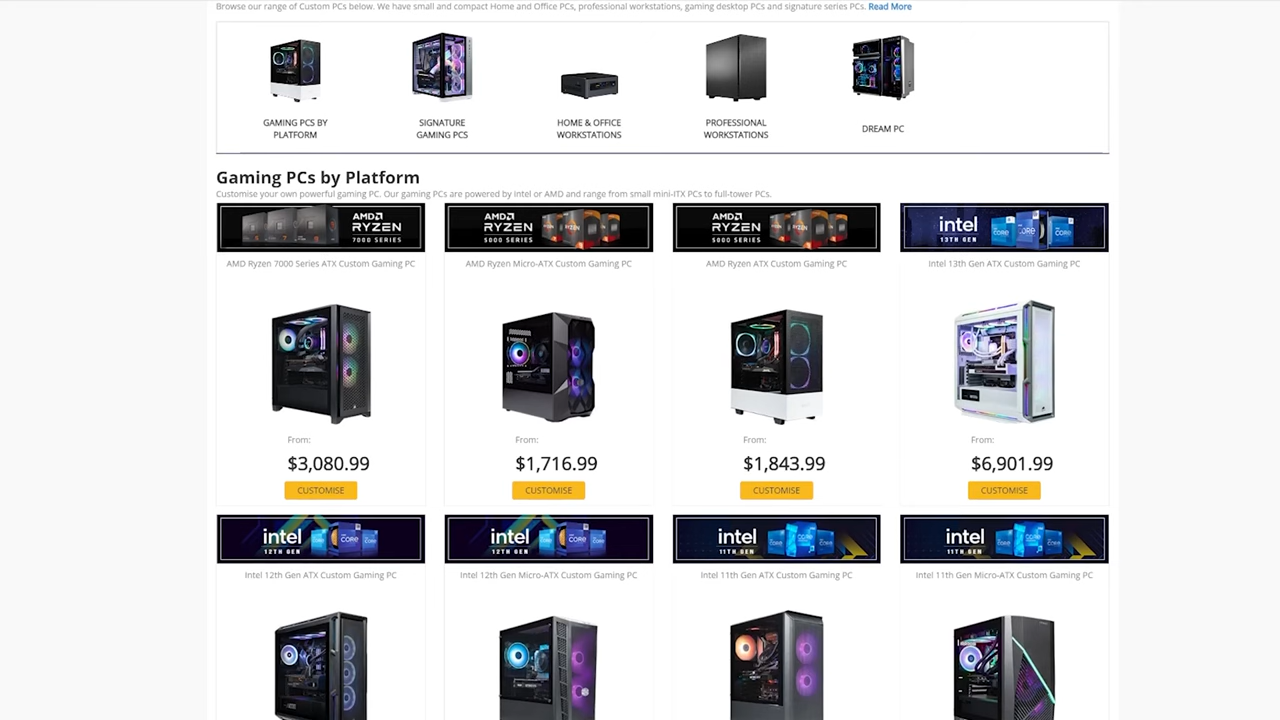 Browse our range of Custom PCs below. We have small and compact Home and Office PCs, professional workstations, gaming desktop PCs and signature series PCs. Read More
GAMING PCS BY
PLATFORM
SIGNATURE
GAMING PCS
HOME & OFFICE
WORKSTATIONS
PROFESSIONAL
WORKSTATIONS
DREAM PC
Gaming PCs by Platform
Customise your own powerful gaming PC. Our gaming PCs are powered by intel or AMD and range from small mini-ITX PCs to full-tower PCs.
AMD
RYZEN
7000 SERIES
AMD
RYZEN
5000 SERIES
AMD
RYZEN
5000 SERIES
intel
13TH GEN
AMD Ryzen 7000 Series ATX Custom Gaming PC
AMD Ryzen Micro-ATX Custom Gaming PC
AMD Ryzen ATX Custom Gaming PC
Intel 13th Gen ATX Custom Gaming PC
From:
$3,080.99
CUSTOMISE
From:
$1,716.99
CUSTOMISE
From:
$1,843.99
CUSTOMISE
From:
$6,901.99
CUSTOMISE
intel
12TH GEN
intel
12TH GEN
intel
11TH GEN
intel
11TH GEN
Intel 12th Gen ATX Custom Gaming PC
Intel 12th Gen Micro-ATX Custom Gaming PC
Intel 11th Gen ATX Custom Gaming PC
Intel 11th Gen Micro-ATX Custom Gaming PC